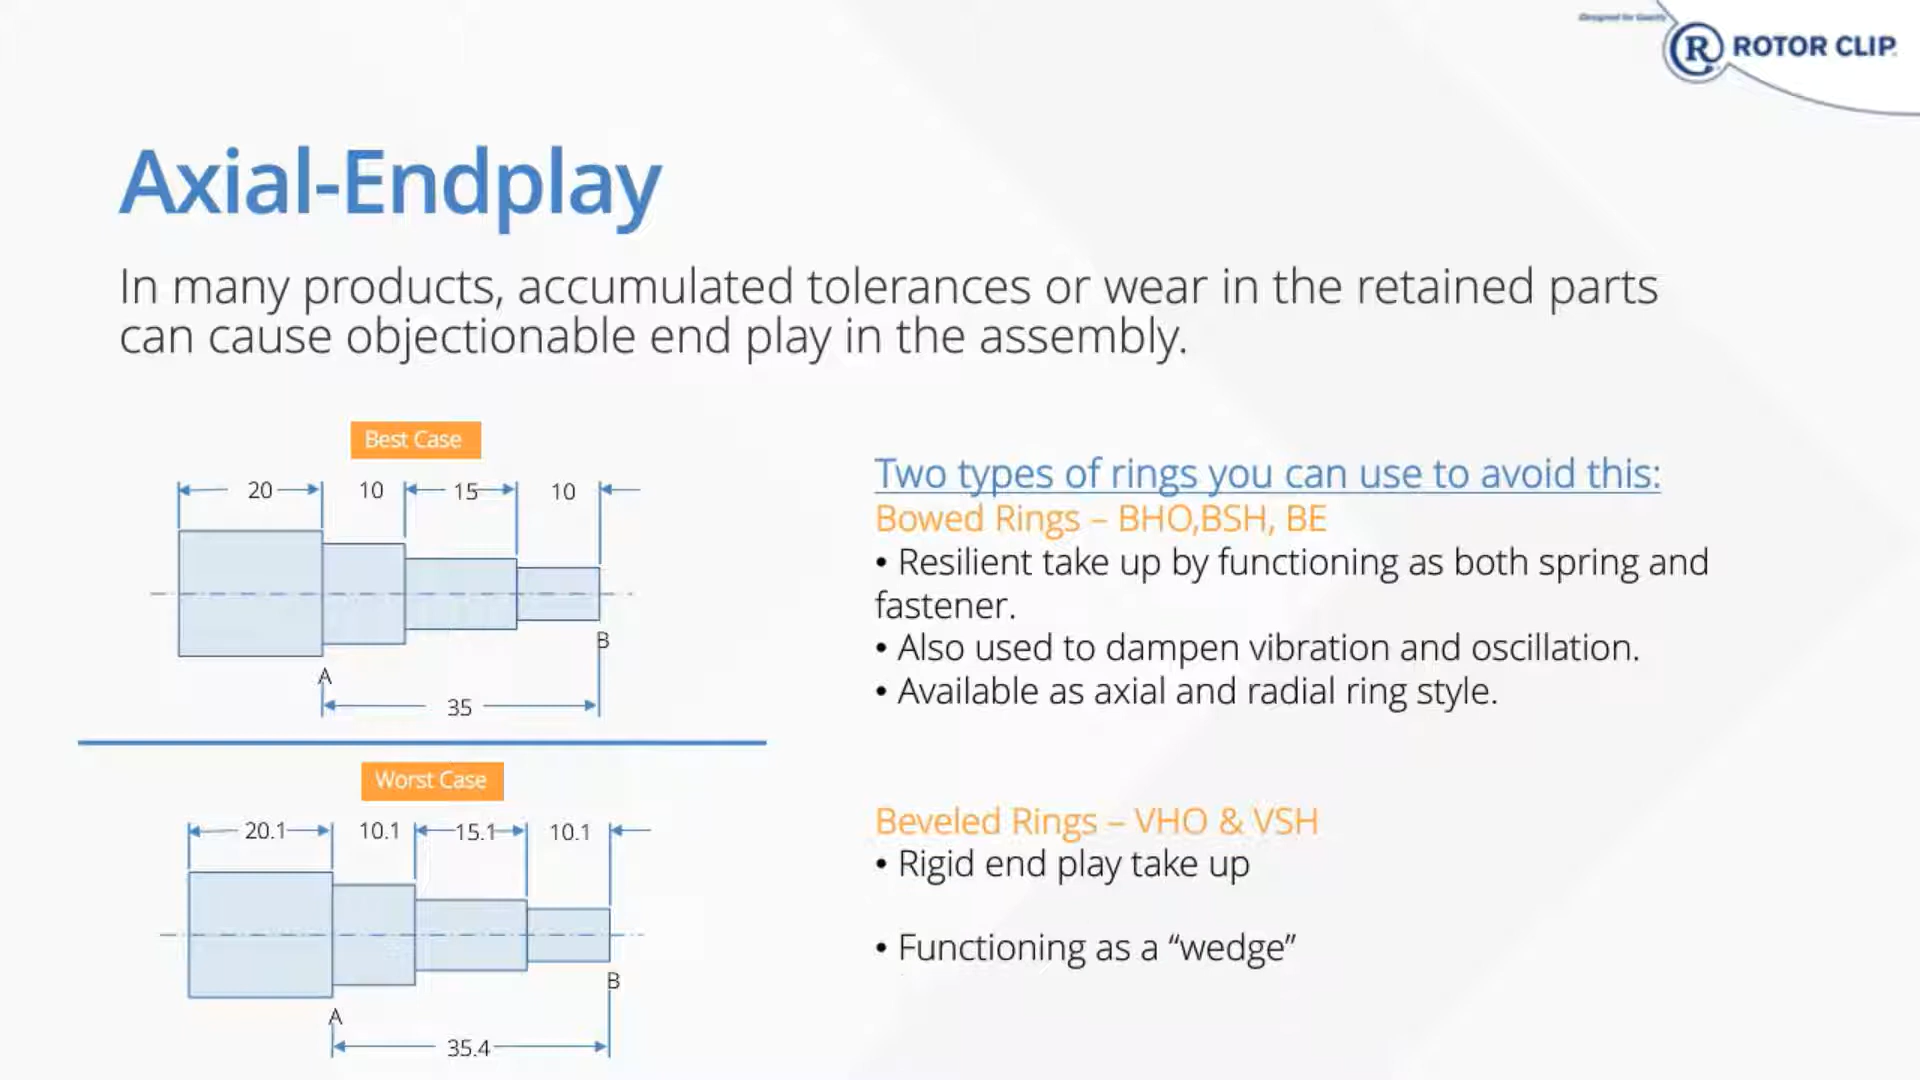 Designed for Quality
ROTOR CLIP
Axial-Endplay
In many products, accumulated tolerances or wear in the retained parts
can cause objectionable end play in the assembly.
Best Case
20 10 15 10
B
A
35
Worst Case
20.1 10.1 15.1 10.1
B
A
35.4
Two types of rings you can use to avoid this:
Bowed Rings – BHO,BSH, BE
• Resilient take up by functioning as both spring and
fastener.
• Also used to dampen vibration and oscillation.
• Available as axial and radial ring style.
Beveled Rings – VHO & VSH
• Rigid end play take up
• Functioning as a “wedge”